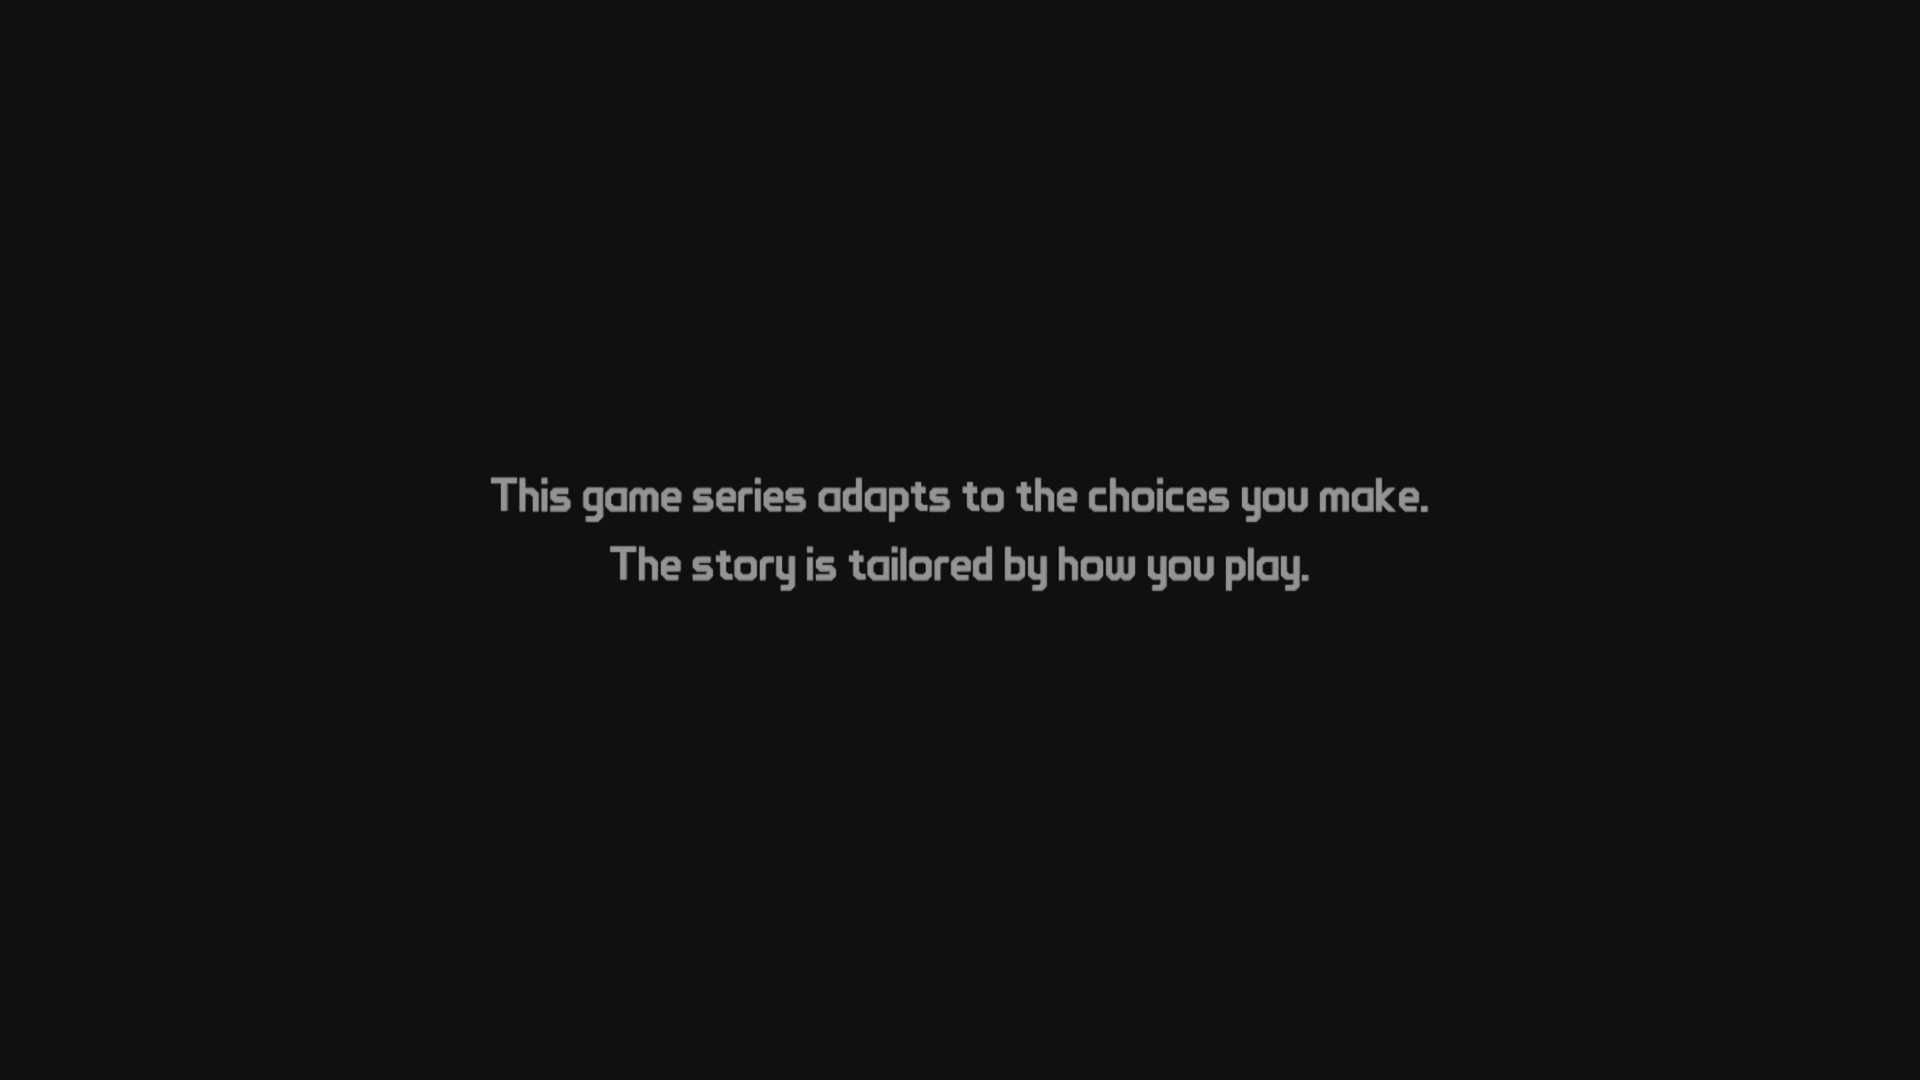 This game series adapts to the choices you make.
The story is tailored by how you play.